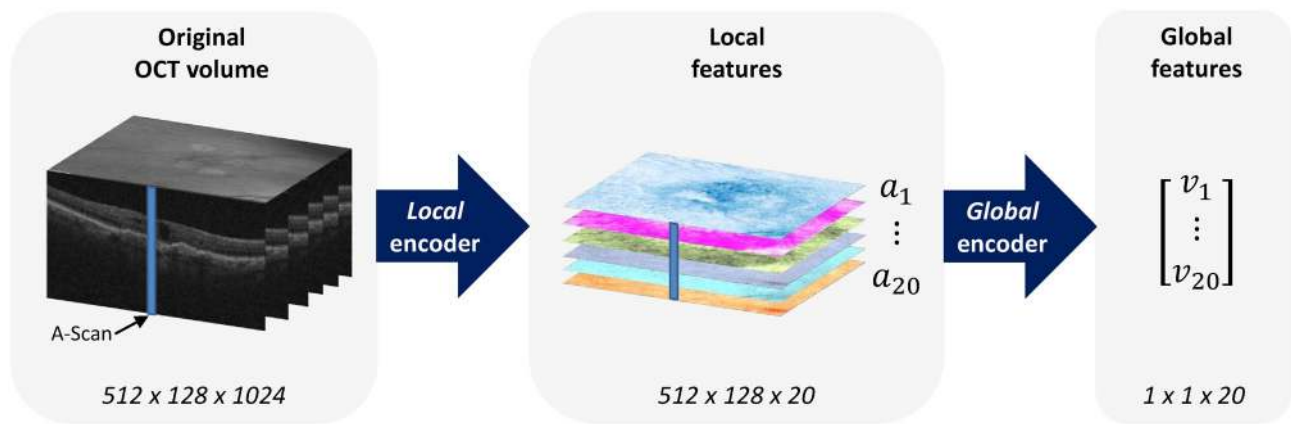 Original
OCT volume
A-Scan
512 x 128 x 1024
Local
encoder
Local
features
a₁
⋮
a₂₀
512 x 128 x 20
Global
encoder
Global
features
v₁
⋮
v₂₀
1 x 1 x 20